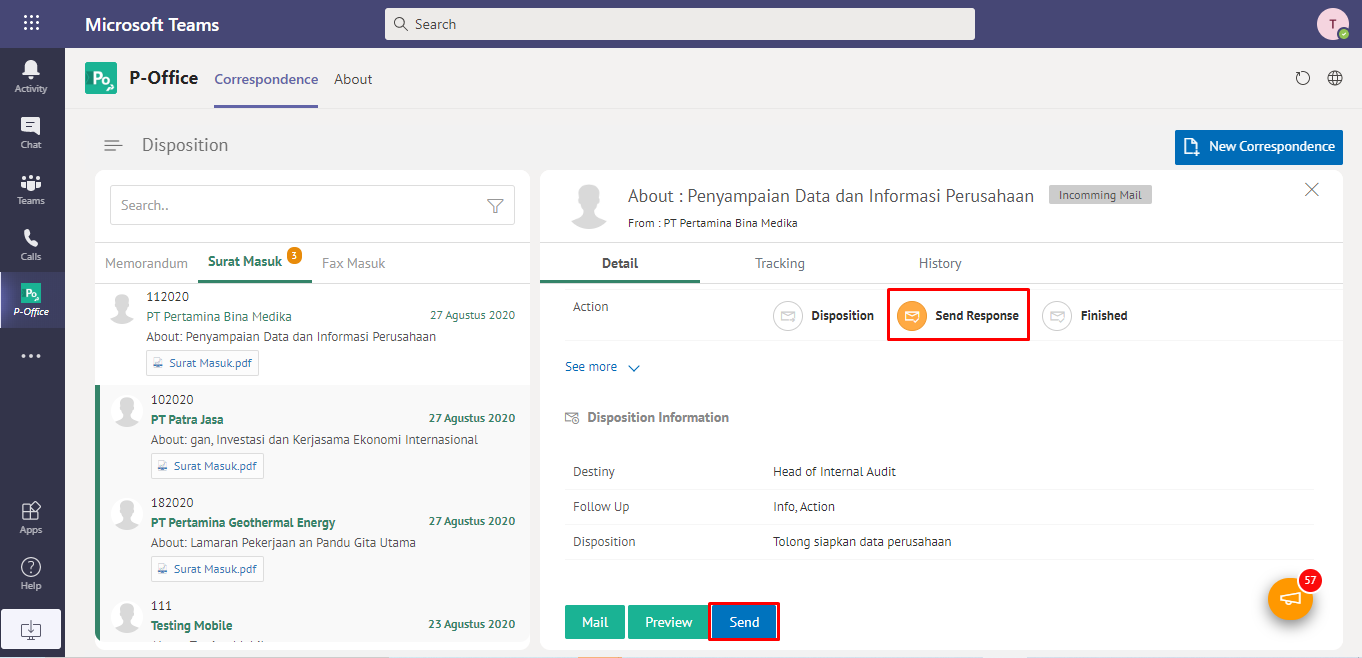 Microsoft Teams
Search
T
Activity
Chat
Teams
Calls
P-Office
Apps
Help
Po
P-Office
Correspondence
About
Disposition
New Correspondence
Search..
Memorandum
Surat Masuk
3
Fax Masuk
112020
PT Pertamina Bina Medika
27 Agustus 2020
About: Penyampaian Data dan Informasi Perusahaan
Surat Masuk.pdf
102020
PT Patra Jasa
27 Agustus 2020
About: gan, Investasi dan Kerjasama Ekonomi Internasional
Surat Masuk.pdf
182020
PT Pertamina Geothermal Energy
27 Agustus 2020
About: Lamaran Pekerjaan an Pandu Gita Utama
Surat Masuk.pdf
111
Testing Mobile
23 Agustus 2020
About : Penyampaian Data dan Informasi Perusahaan
Incomming Mail
From : PT Pertamina Bina Medika
Detail
Tracking
History
Action
Disposition
Send Response
Finished
See more
Disposition Information
Destiny
Head of Internal Audit
Follow Up
Info, Action
Disposition
Tolong siapkan data perusahaan
Mail
Preview
Send
57